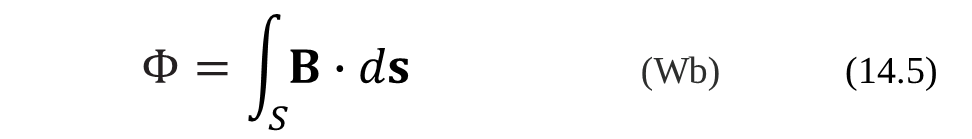 Φ = ∫_S 𝐁 · d𝐬 (Wb) (14.5)